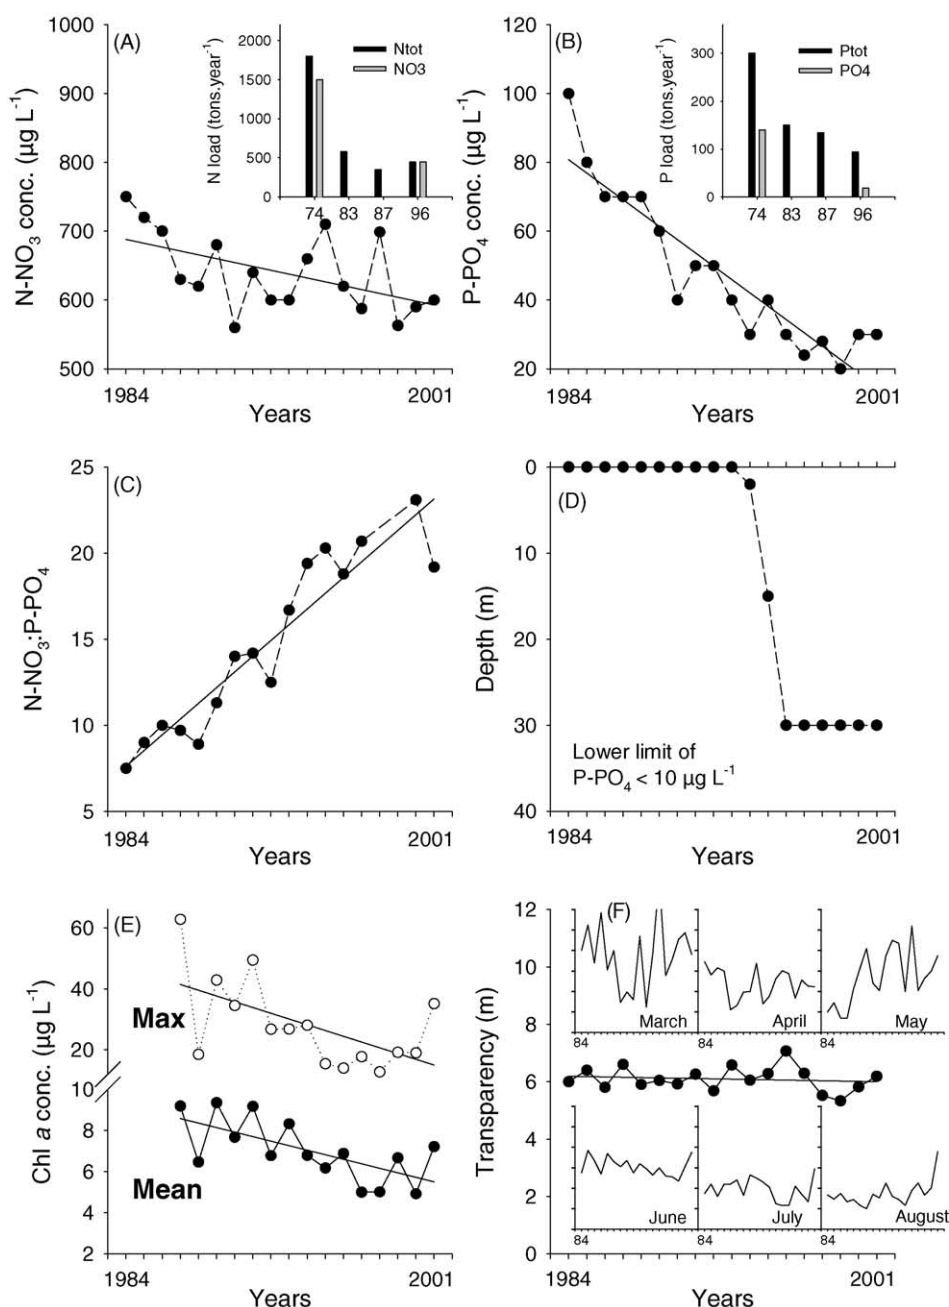 (A)
1000
900
800
700
600
500
N-NO3 conc. (µg L-1)
1984
2001
Years
N load (tons.year-1)
2000
1500
1000
500
0
74 83 87 96
Ntot
NO3
(B)
120
100
80
60
40
20
P-PO4 conc. (µg L-1)
1984
2001
Years
P load (tons.year-1)
300
200
100
0
74 83 87 96
Ptot
PO4
(C)
25
20
15
10
5
N-NO3:P-PO4
1984
2001
Years
(D)
0
10
20
30
40
Depth (m)
Lower limit of
P-PO4 < 10 µg L-1
1984
2001
Years
(E)
60
40
20
10
8
6
4
2
Chl a conc. (µg L-1)
Max
Mean
1984
2001
Years
(F)
12
10
8
6
4
2
0
Transparency (m)
March
84
April
84
May
84
June
84
July
84
August
84
1984
2001
Years